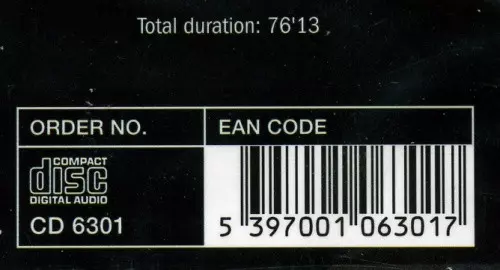 Total duration: 76'13
ORDER NO.
EAN CODE
COMPACT
disc
DIGITAL AUDIO
CD 6301
5 397001 063017